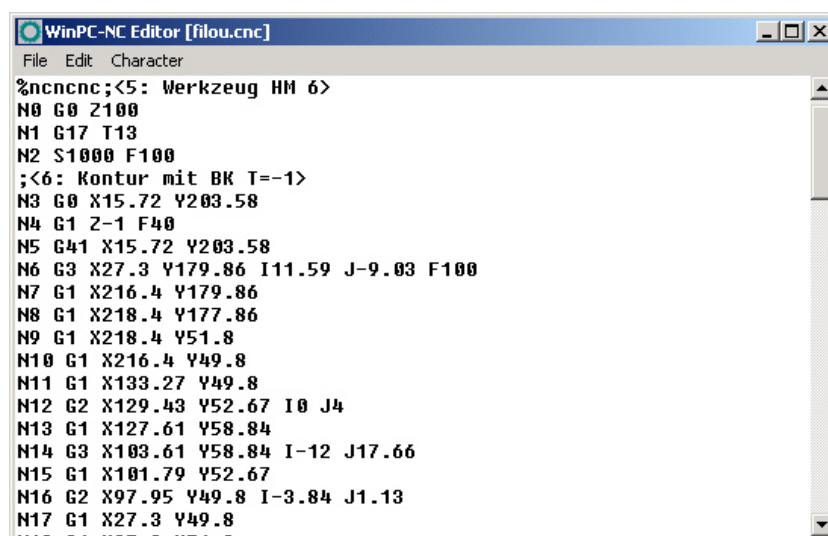 WinPC-NC Editor [filou.cnc]
File Edit Character
%ncncnc;<5: Werkzeug HM 6>
N0 G0 Z100
N1 G17 T13
N2 S1000 F100
;<6: Kontur mit BK T=-1>
N3 G0 X15.72 Y203.58
N4 G1 Z-1 F40
N5 G41 X15.72 Y203.58
N6 G3 X27.3 Y179.86 I11.59 J-9.03 F100
N7 G1 X216.4 Y179.86
N8 G1 X218.4 Y177.86
N9 G1 X218.4 Y51.8
N10 G1 X216.4 Y49.8
N11 G1 X133.27 Y49.8
N12 G2 X129.43 Y52.67 I0 J4
N13 G1 X127.61 Y58.84
N14 G3 X103.61 Y58.84 I-12 J17.66
N15 G1 X101.79 Y52.67
N16 G2 X97.95 Y49.8 I-3.84 J1.13
N17 G1 X27.3 Y49.8